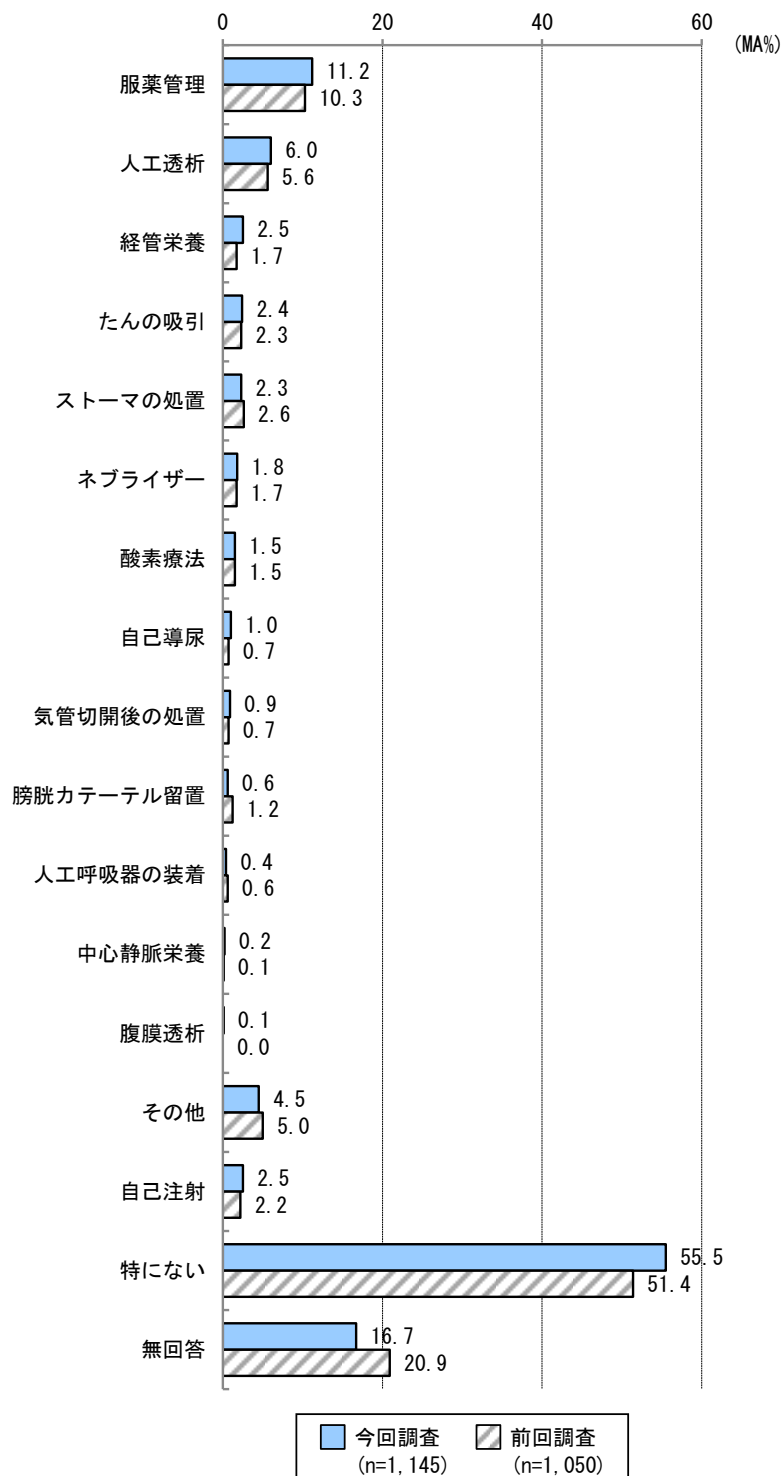 0 20 40 60
(MA%)
服薬管理 11.2
10.3
人工透析 6.0
5.6
経管栄養 2.5
1.7
たんの吸引 2.4
2.3
ストーマの処置 2.3
2.6
ネブライザー 1.8
1.7
酸素療法 1.5
1.5
自己導尿 1.0
0.7
気管切開後の処置 0.9
0.7
膀胱カテーテル留置 0.6
1.2
人工呼吸器の装着 0.4
0.6
中心静脈栄養 0.2
0.1
腹膜透析 0.1
0.0
その他 4.5
5.0
自己注射 2.5
2.2
特にない 55.5
51.4
無回答 16.7
20.9
今回調査 前回調査
(n=1,145) (n=1,050)